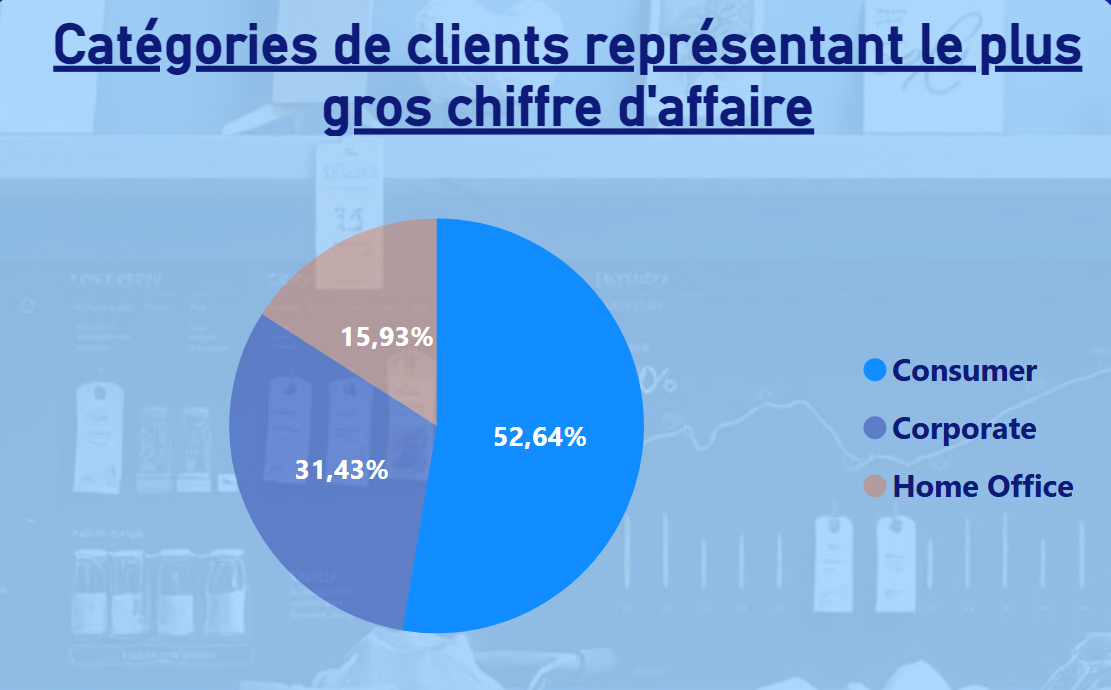 Catégories de clients représentant le plus
gros chiffre d'affaire
15,93%
52,64%
31,43%
Consumer
Corporate
Home Office